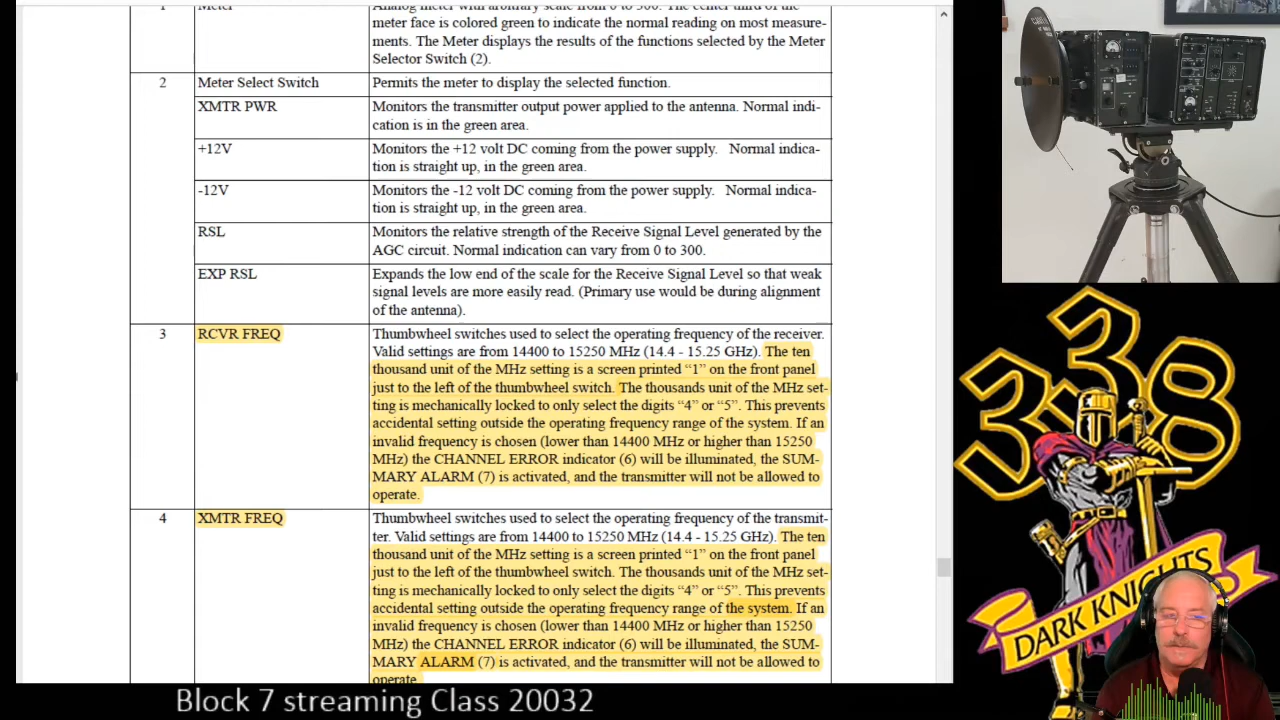 1 Meter Analog meter with arbitrary scale from 0 to 300. The center third of the
meter face is colored green to indicate the normal reading on most measure-
ments. The Meter displays the results of the functions selected by the Meter
Selector Switch (2).
2 Meter Select Switch Permits the meter to display the selected function.
XMTR PWR Monitors the transmitter output power applied to the antenna. Normal indi-
cation is in the green area.
+12V Monitors the +12 volt DC coming from the power supply. Normal indica-
tion is straight up, in the green area.
-12V Monitors the -12 volt DC coming from the power supply. Normal indica-
tion is straight up, in the green area.
RSL Monitors the relative strength of the Receive Signal Level generated by the
AGC circuit. Normal indication can vary from 0 to 300.
EXP RSL Expands the low end of the scale for the Receive Signal Level so that weak
signal levels are more easily read. (Primary use would be during alignment
of the antenna).
3 RCVR FREQ Thumbwheel switches used to select the operating frequency of the receiver.
Valid settings are from 14400 to 15250 MHz (14.4 - 15.25 GHz). The ten
thousand unit of the MHz setting is a screen printed “1” on the front panel
just to the left of the thumbwheel switch. The thousands unit of the MHz set-
ting is mechanically locked to only select the digits “4” or “5”. This prevents
accidental setting outside the operating frequency range of the system. If an
invalid frequency is chosen (lower than 14400 MHz or higher than 15250
MHz) the CHANNEL ERROR indicator (6) will be illuminated, the SUM-
MARY ALARM (7) is activated, and the transmitter will not be allowed to
operate.
4 XMTR FREQ Thumbwheel switches used to select the operating frequency of the transmit-
ter. Valid settings are from 14400 to 15250 MHz (14.4 - 15.25 GHz). The ten
thousand unit of the MHz setting is a screen printed “1” on the front panel
just to the left of the thumbwheel switch. The thousands unit of the MHz set-
ting is mechanically locked to only select the digits “4” or “5”. This prevents
accidental setting outside the operating frequency range of the system. If an
invalid frequency is chosen (lower than 14400 MHz or higher than 15250
MHz) the CHANNEL ERROR indicator (6) will be illuminated, the SUM-
MARY ALARM (7) is activated, and the transmitter will not be allowed to
operate.
338
DARK KNIGHTS
Block 7 streaming Class 20032